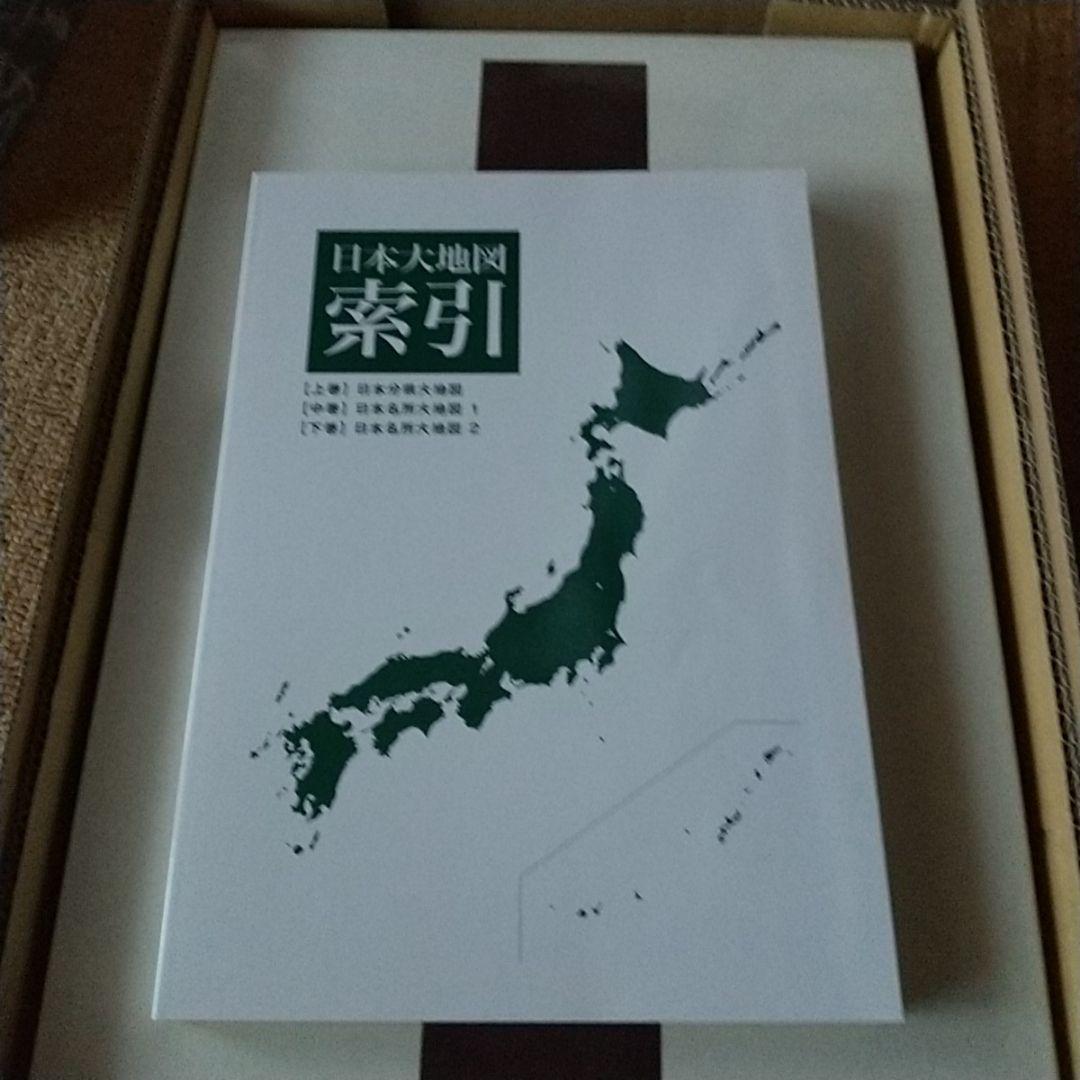 日本大地図
索引
[上巻] 日本分県大地図
[中巻] 日本名所大地図 1
[下巻] 日本名所大地図 2